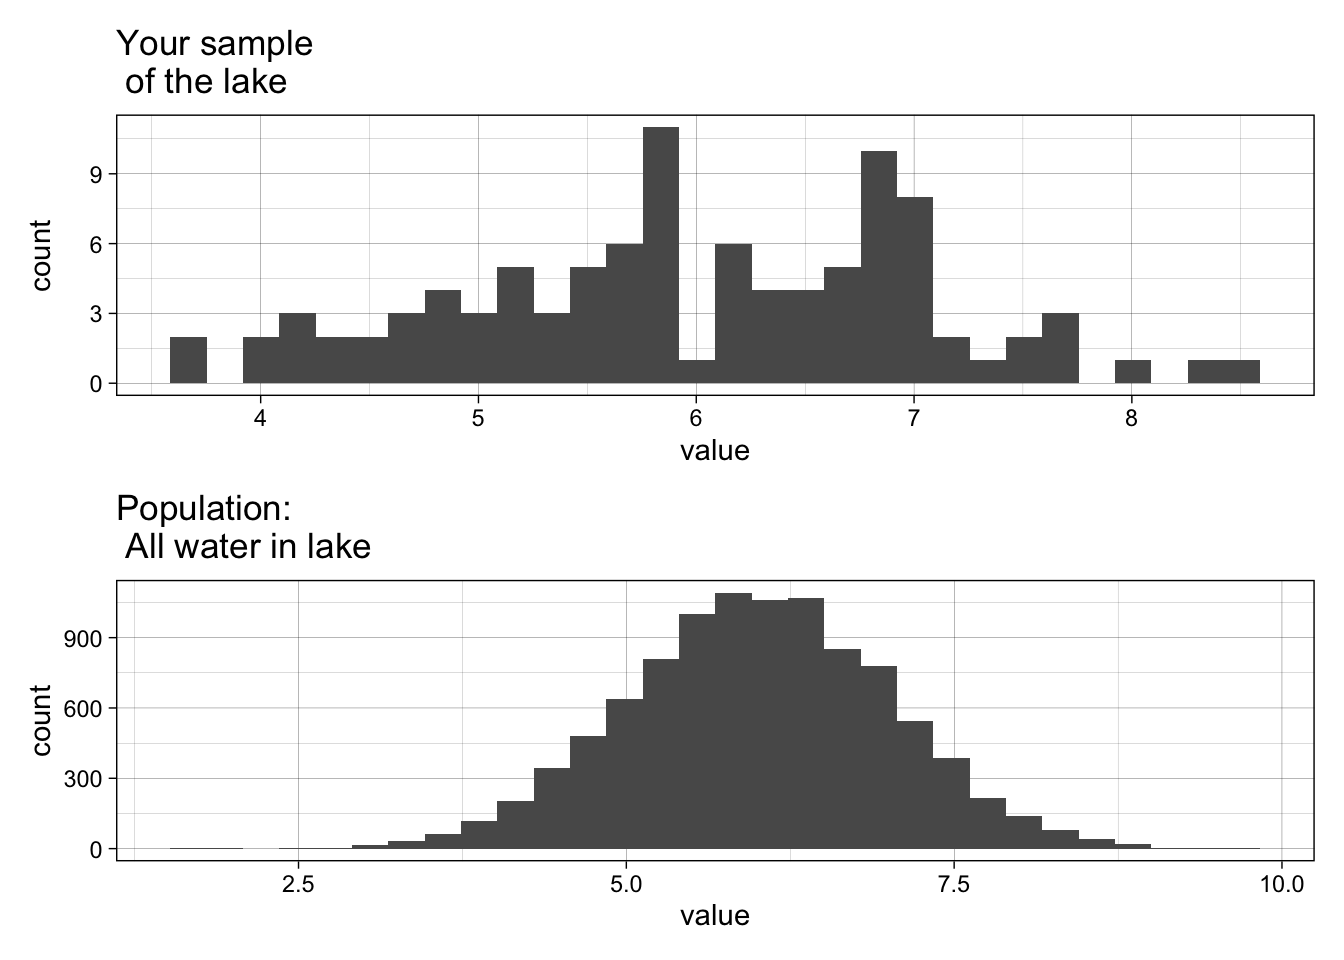 Your sample
of the lake
count
9
6
3
0
4 5 6 7 8
value
Population:
All water in lake
count
900
600
300
0
2.5 5.0 7.5 10.0
value